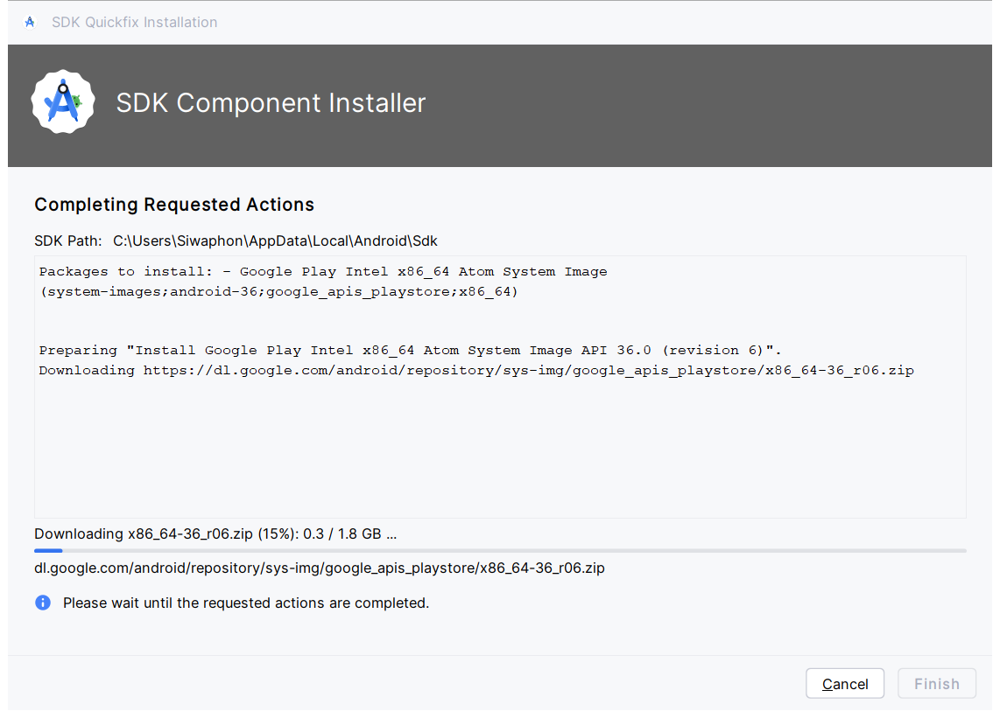 SDK Quickfix Installation
SDK Component Installer
Completing Requested Actions
SDK Path: C:\Users\Siwaphon\AppData\Local\Android\Sdk
Packages to install: - Google Play Intel x86_64 Atom System Image
(system-images;android-36;google_apis_playstore;x86_64)
Preparing "Install Google Play Intel x86_64 Atom System Image API 36.0 (revision 6)".
Downloading https://dl.google.com/android/repository/sys-img/google_apis_playstore/x86_64-36_r06.zip
Downloading x86_64-36_r06.zip (15%): 0.3 / 1.8 GB ...
dl.google.com/android/repository/sys-img/google_apis_playstore/x86_64-36_r06.zip
Please wait until the requested actions are completed.
Cancel Finish